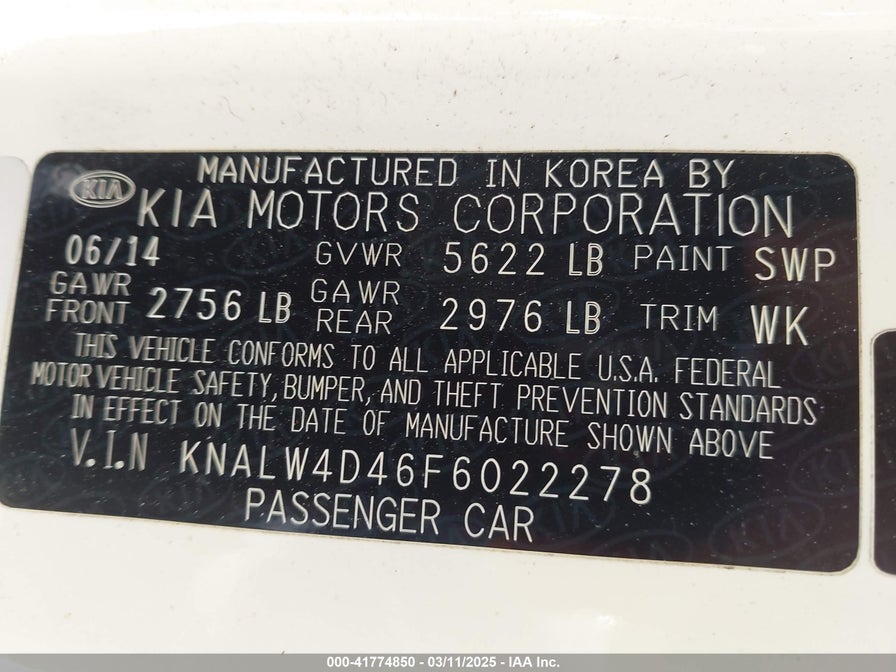 MANUFACTURED IN KOREA BY
KIA KIA MOTORS CORPORATION
06/14 GVWR 5622 LB PAINT SWP
GAWR FRONT 2756 LB GAWR REAR 2976 LB TRIM WK
THIS VEHICLE CONFORMS TO ALL APPLICABLE U.S.A. FEDERAL
MOTOR VEHICLE SAFETY, BUMPER, AND THEFT PREVENTION STANDARDS
IN EFFECT ON THE DATE OF MANUFACTURE SHOWN ABOVE
V.I.N KNALW4D46F6022278
PASSENGER CAR
000-41774850 — 03/11/2025 — IAA Inc.